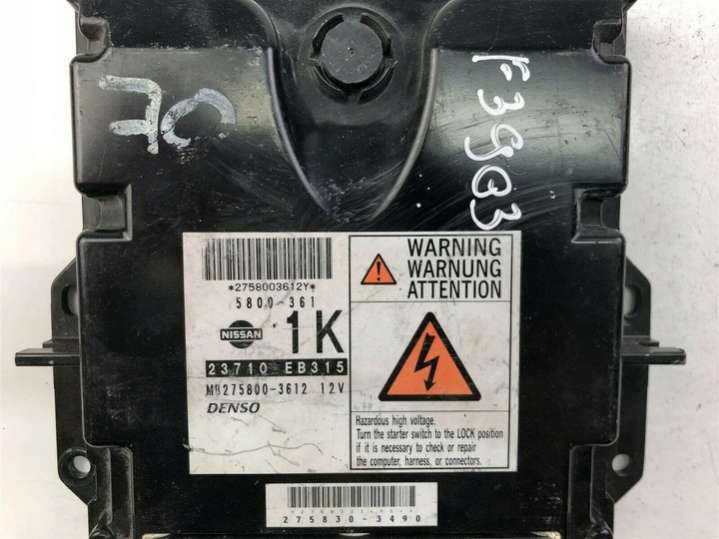 70
F3903
*2758003612Y*
5800-361
NISSAN
1K
23710 EB315
MB275800-3612 12V
DENSO
WARNING
WARNUNG
ATTENTION
Hazardous high voltage.
Turn the starter switch to the LOCK position
if it is necessary to check or repair
the computer, harness, or connectors.
275830-3490